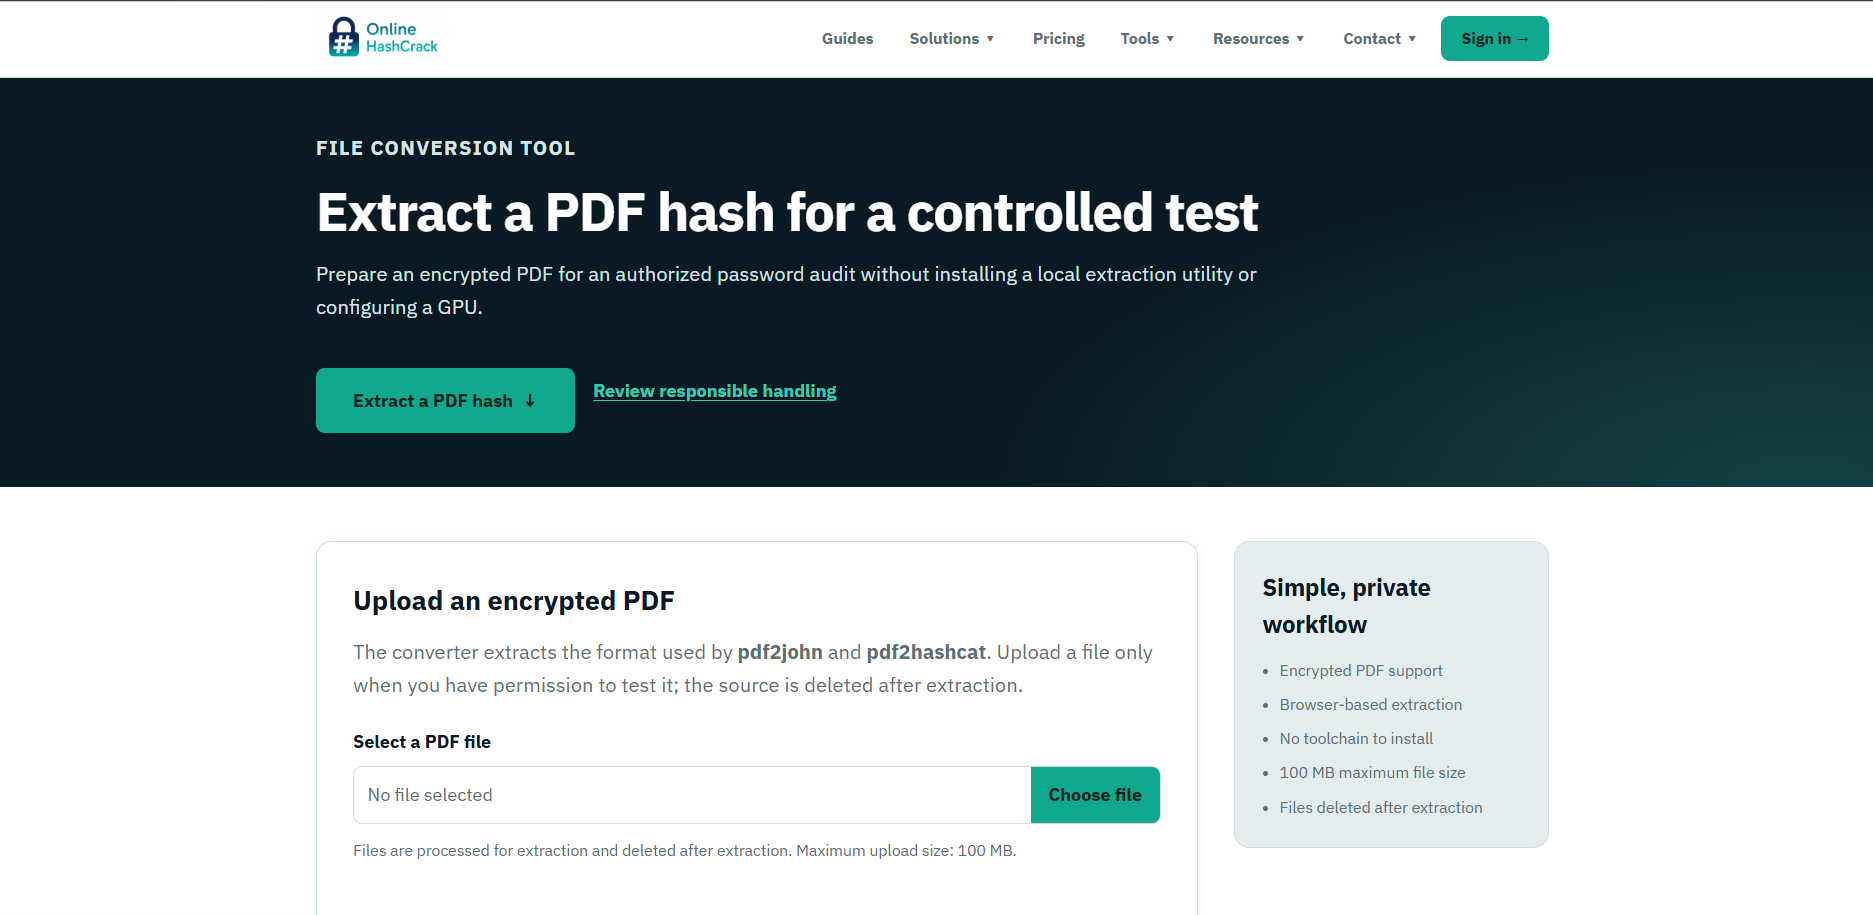 Online
HashCrack
Guides
Solutions ▼
Pricing
Tools ▼
Resources ▼
Contact ▼
Sign in →
FILE CONVERSION TOOL
Extract a PDF hash for a controlled test
Prepare an encrypted PDF for an authorized password audit without installing a local extraction utility or
configuring a GPU.
Extract a PDF hash ↓
Review responsible handling
Upload an encrypted PDF
The converter extracts the format used by pdf2john and pdf2hashcat. Upload a file only
when you have permission to test it; the source is deleted after extraction.
Select a PDF file
No file selected
Choose file
Files are processed for extraction and deleted after extraction. Maximum upload size: 100 MB.
Simple, private
workflow
• Encrypted PDF support
• Browser-based extraction
• No toolchain to install
• 100 MB maximum file size
• Files deleted after extraction